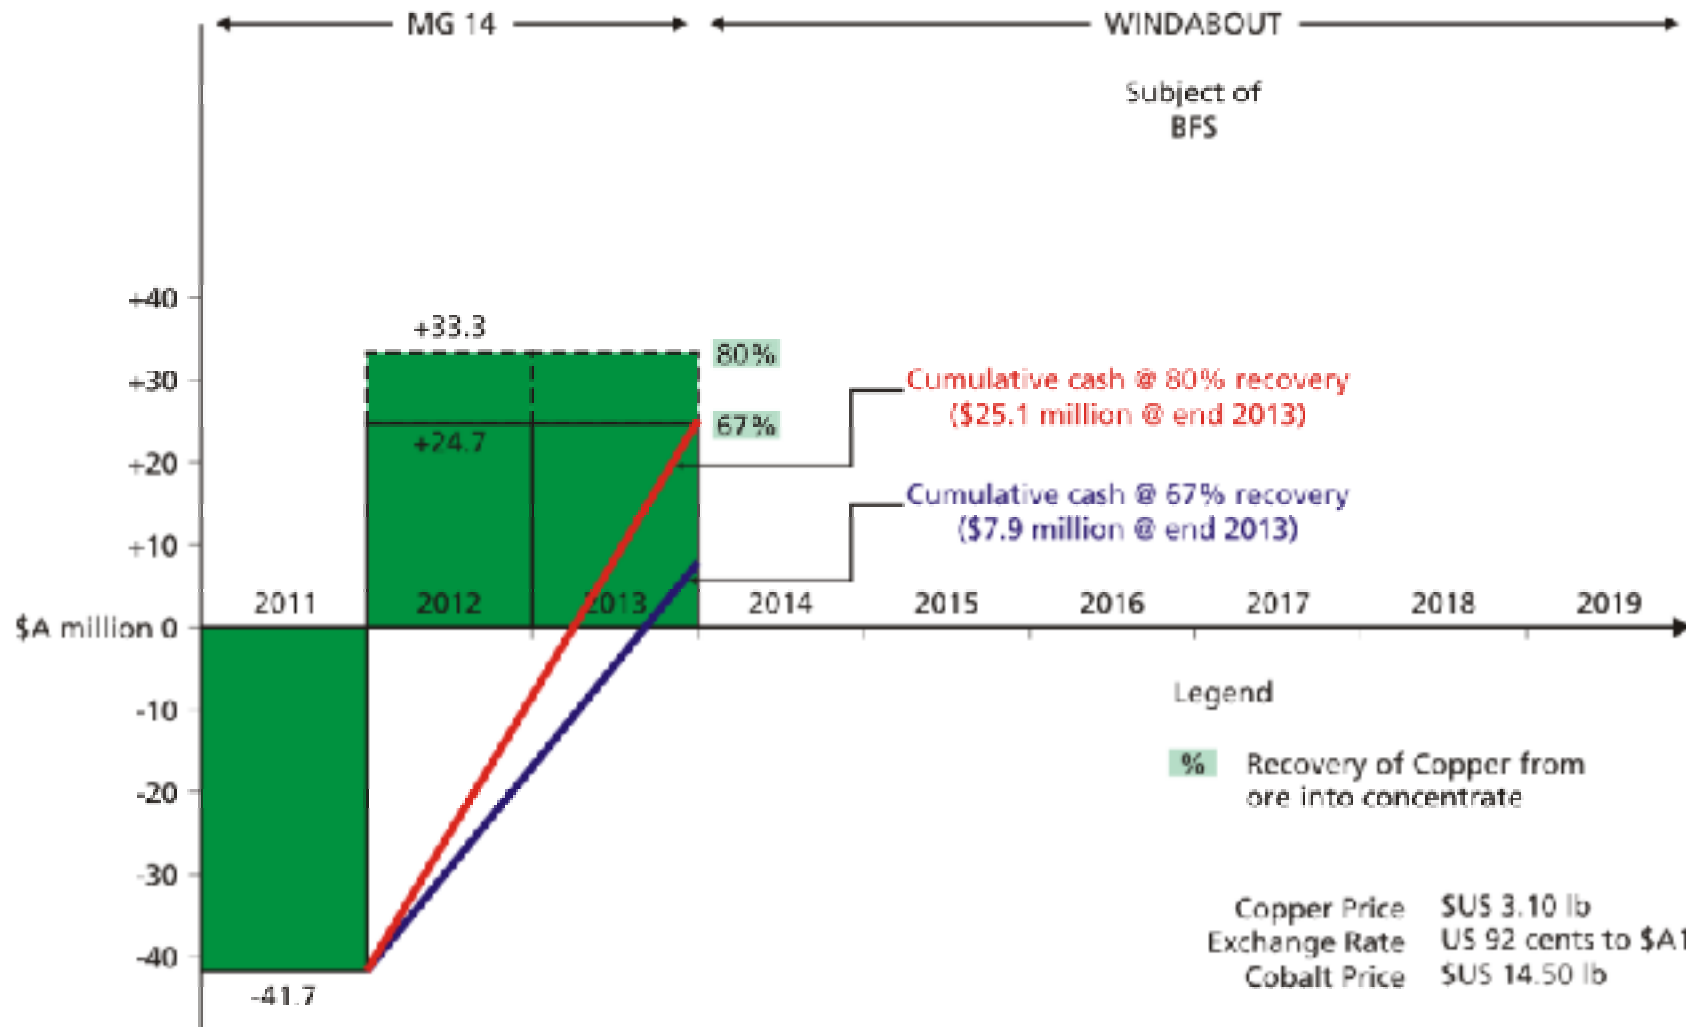 MG 14
WINDABOUT
Subject of
BFS
+40
+33.3
80%
+30
Cumulative cash @ 80% recovery
($25.1 million @ end 2013)
67%
+24.7
+20
Cumulative cash @ 67% recovery
($7.9 million @ end 2013)
+10
2011 2012 2013 2014 2015 2016 2017 2018 2019
$A million 0
-10
-20
-30
-40
-41.7
Legend
% Recovery of Copper from
ore into concentrate
Copper Price $US 3.10 lb
Exchange Rate US 92 cents to $A1
Cobalt Price $US 14.50 lb